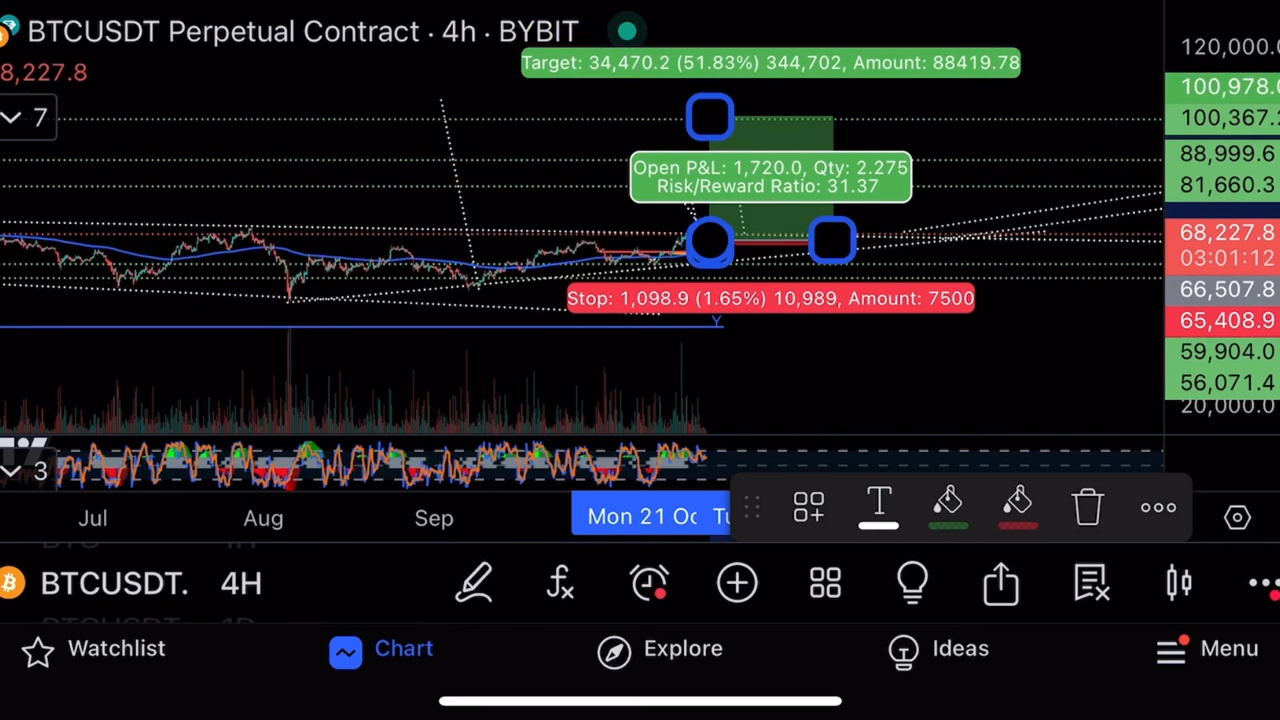 BTCUSDT Perpetual Contract · 4h · BYBIT
8,227.8
7
Target: 34,470.2 (51.83%) 344,702, Amount: 88419.78
Open P&L: 1,720.0, Qty: 2.275
Risk/Reward Ratio: 31.37
Stop: 1,098.9 (1.65%) 10,989, Amount: 7500
Y
120,000.
100,978.
100,367.
88,999.6
81,660.3
68,227.8
03:01:12
66,507.8
65,408.9
59,904.0
56,071.4
20,000.0
3
Jul Aug Sep Mon 21 Oc Tu
T
BTCUSDT. 4H
Watchlist Chart Explore Ideas Menu